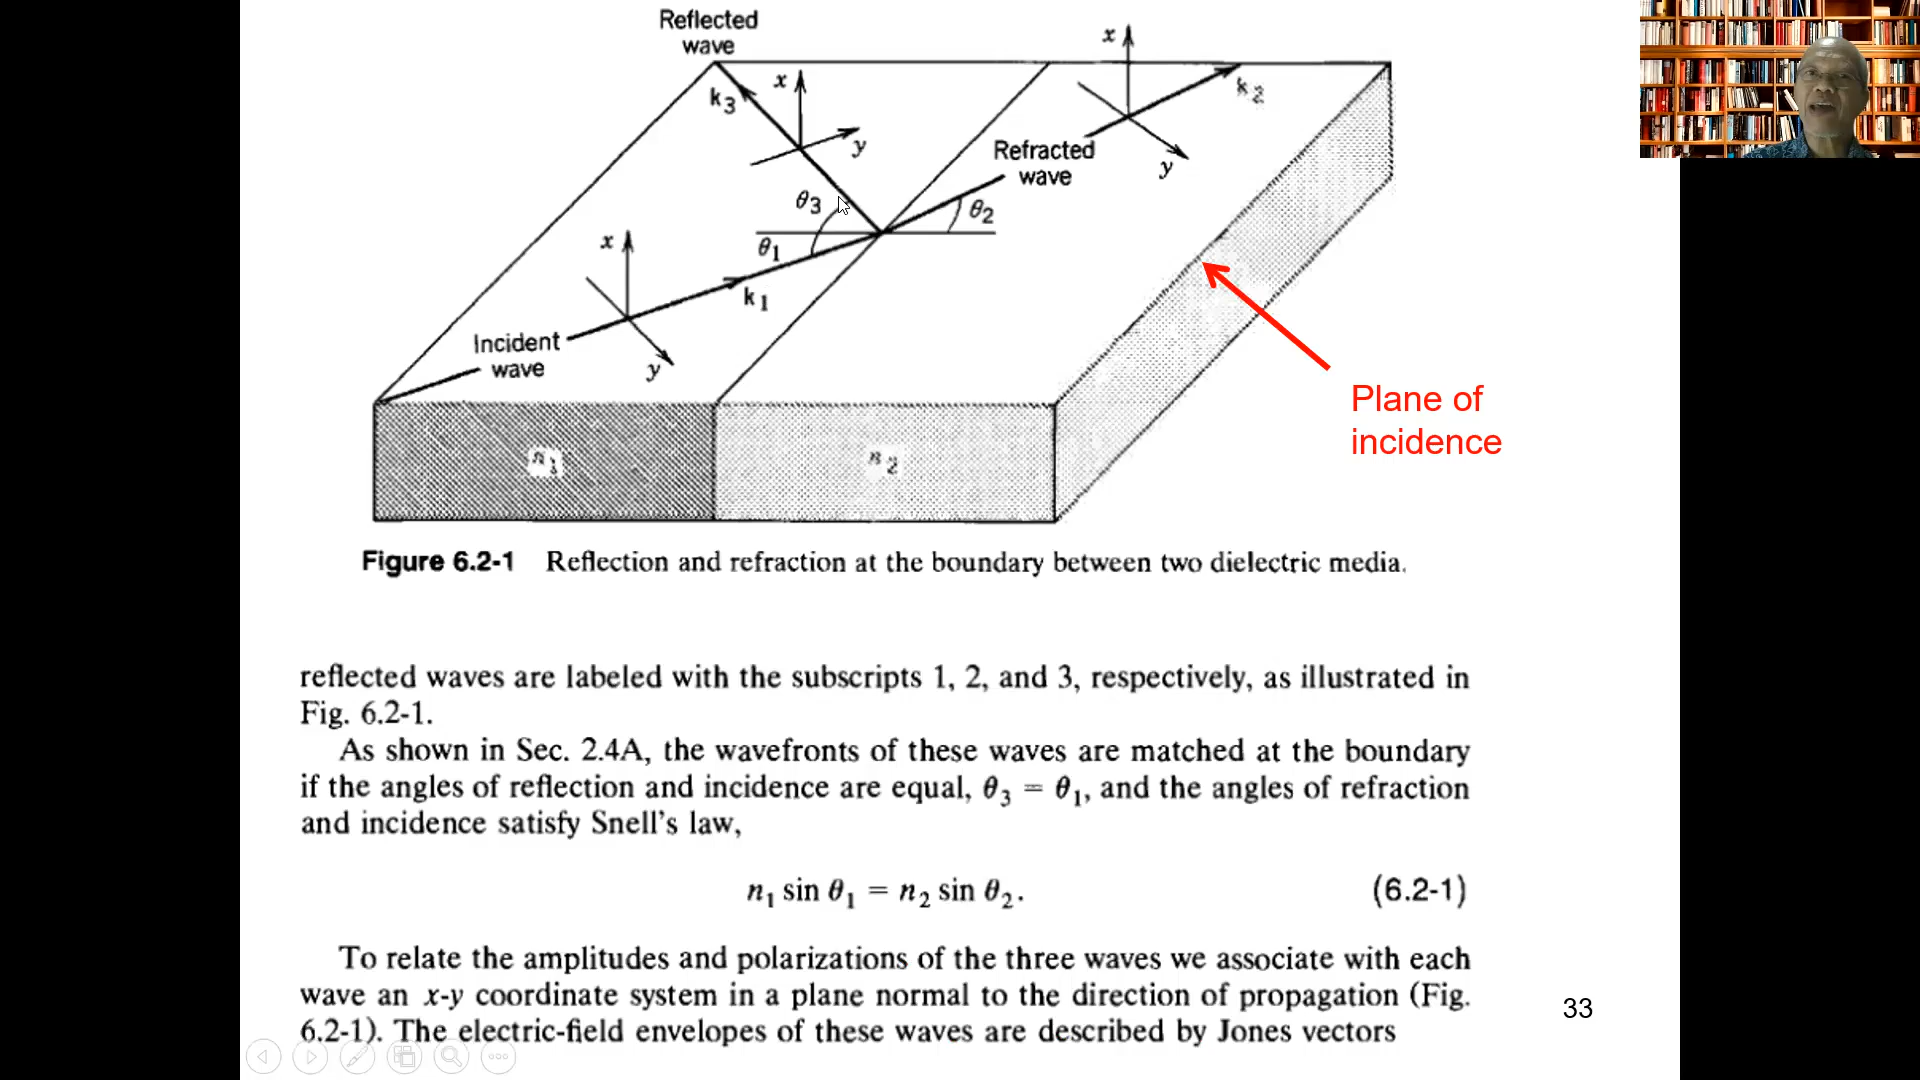 Reflected
wave
x
k3
x
y
k2
Refracted
wave
y
θ3
θ2
x
θ1
k1
Incident
wave
y
Plane of
incidence
n1
n2
Figure 6.2-1 Reflection and refraction at the boundary between two dielectric media.
reflected waves are labeled with the subscripts 1, 2, and 3, respectively, as illustrated in
Fig. 6.2-1.
As shown in Sec. 2.4A, the wavefronts of these waves are matched at the boundary
if the angles of reflection and incidence are equal, θ₃ = θ₁, and the angles of refraction
and incidence satisfy Snell's law,
n₁ sin θ₁ = n₂ sin θ₂. (6.2-1)
To relate the amplitudes and polarizations of the three waves we associate with each
wave an x-y coordinate system in a plane normal to the direction of propagation (Fig.
6.2-1). The electric-field envelopes of these waves are described by Jones vectors
33